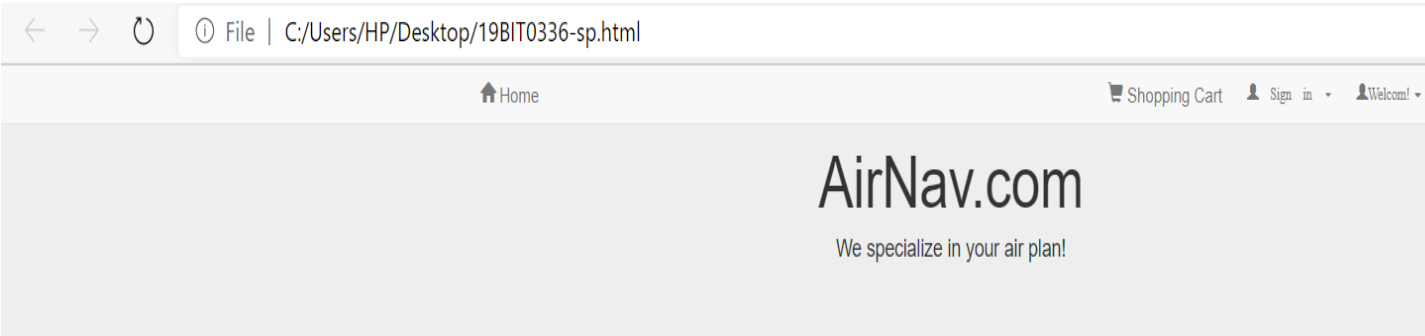 File | C:/Users/HP/Desktop/19BIT0336-sp.html
Home Shopping Cart Sign in Welcom!
AirNav.com
We specialize in your air plan!